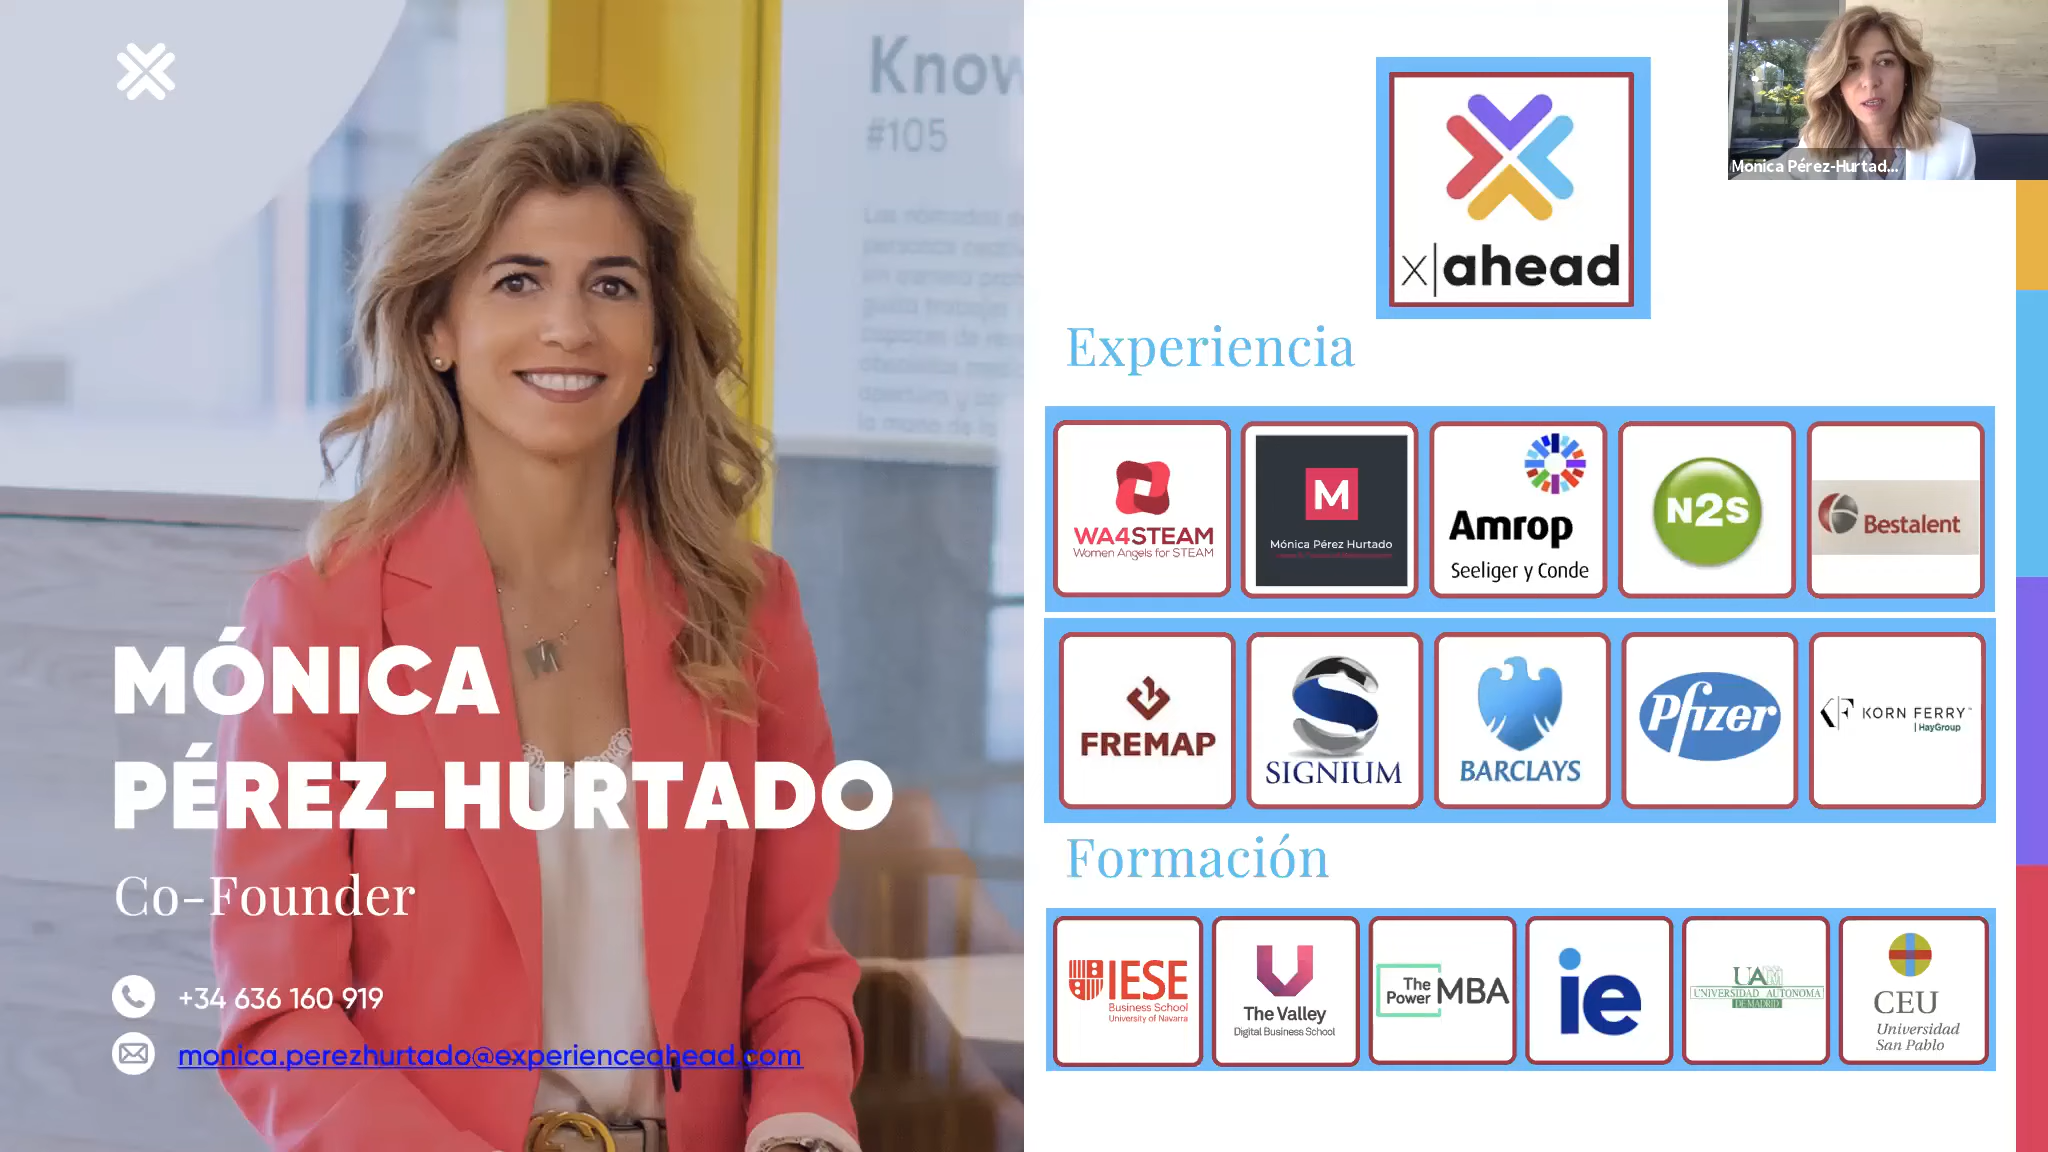 Know
#105
MÓNICA
PÉREZ-HURTADO
Co-Founder
+34 636 160 919
monica.perezhurtado@experienceahead.com
x|ahead
Monica Pérez-Hurtad...
Experiencia
WA4STEAM
Women Angels for STEAM
M
Mónica Pérez Hurtado
Amrop
Seeliger y Conde
N2S
Bestalent
FREMAP
SIGNIUM
BARCLAYS
Pfizer
KF KORN FERRY™
| HayGroup
Formación
IESE
Business School
University of Navarra
The Valley
Digital Business School
The
Power
MBA
ie
UAM
UNIVERSIDAD AUTONOMA
DE MADRID
CEU
Universidad
San Pablo